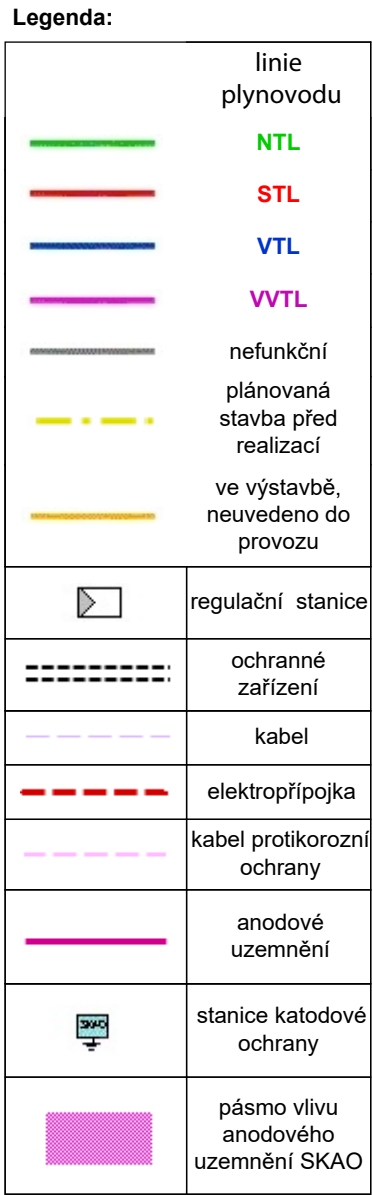 Legenda:
linie
plynovodu
NTL
STL
VTL
VVTL
nefunkční
plánovaná
stavba před
realizací
ve výstavbě,
neuvedeno do
provozu
regulační stanice
ochranné
zařízení
kabel
elektropřípojka
kabel protikorozní
ochrany
anodové
uzemnění
SKAO
stanice katodové
ochrany
pásmo vlivu
anodového
uzemnění SKAO